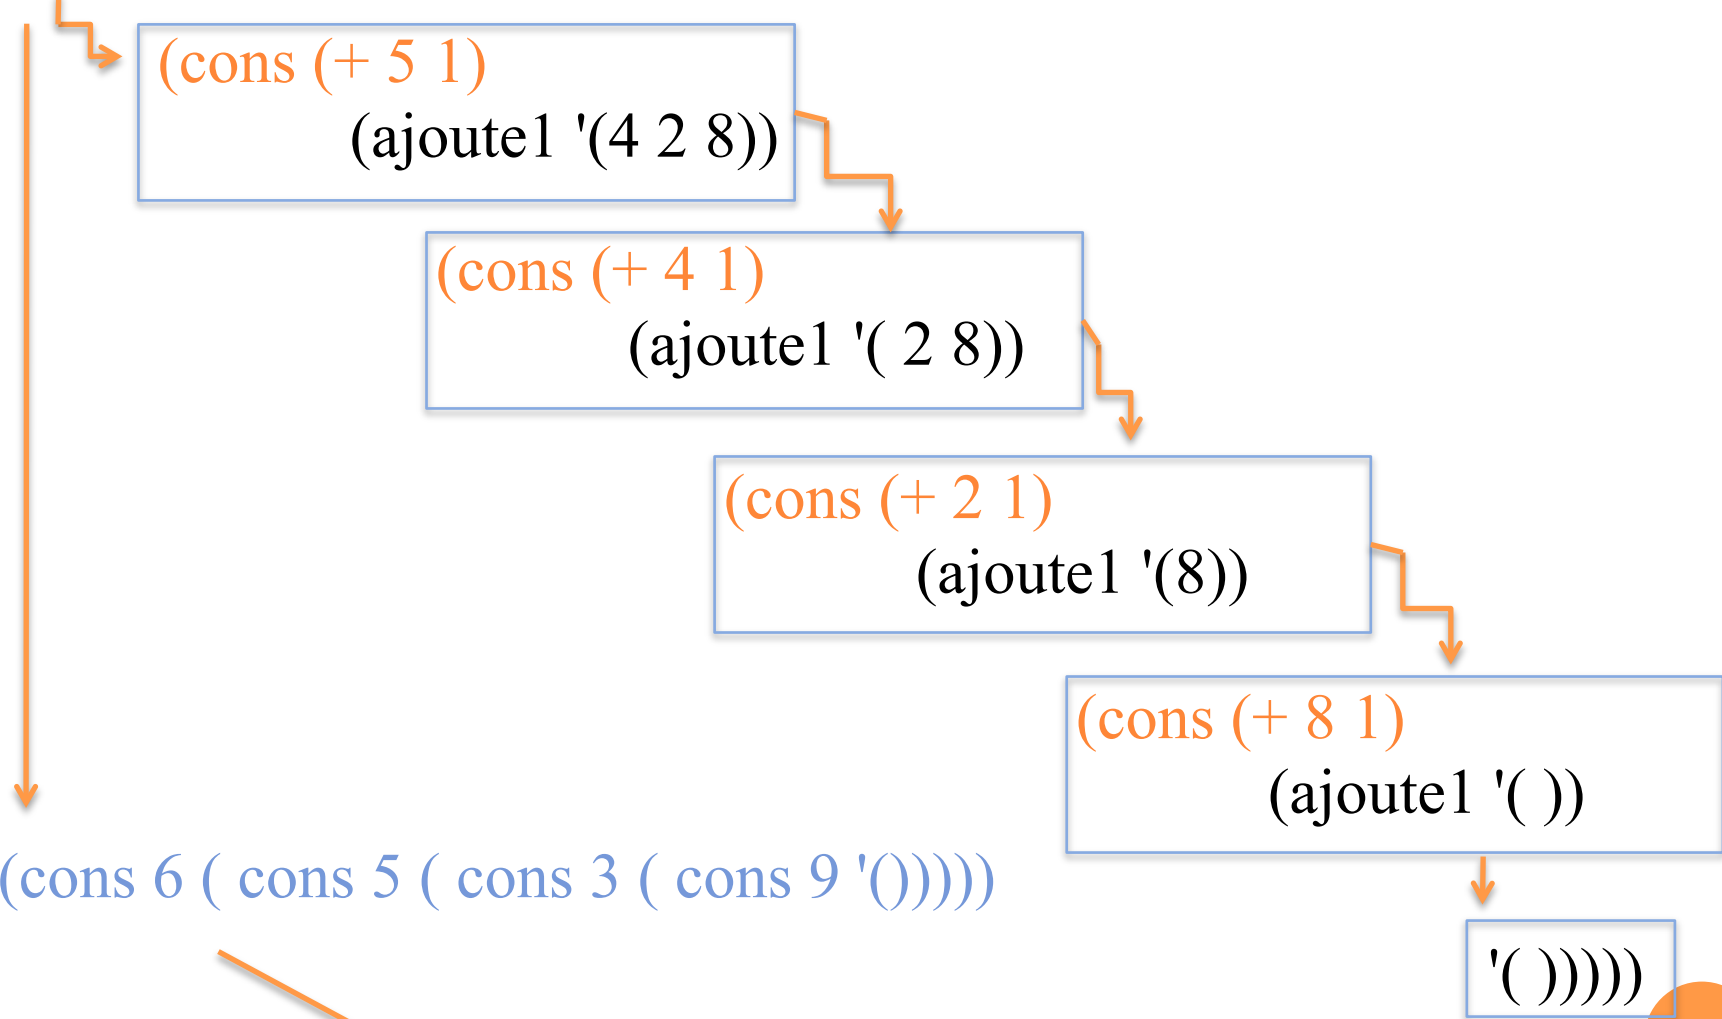 (cons (+ 5 1)
(ajoute1 '(4 2 8))
(cons (+ 4 1)
(ajoute1 '( 2 8))
(cons (+ 2 1)
(ajoute1 '(8))
(cons (+ 8 1)
(ajoute1 '( ))
(cons 6 ( cons 5 ( cons 3 ( cons 9 '()))))
'( )))))